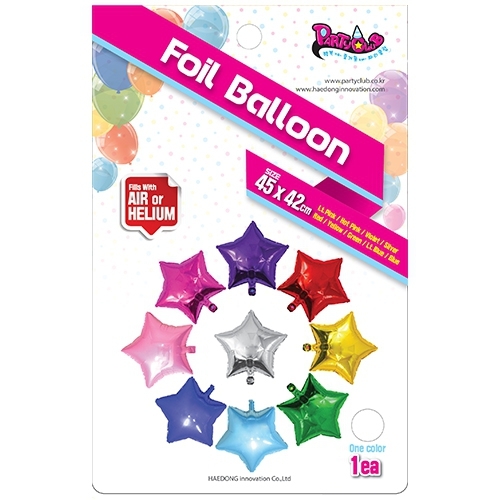 PARTYCLUB
www.partyclub.co.kr
www.haedonginnovation.com
Foil Balloon
SIZE:
45 x 42cm
Lt.Pink / Hot Pink / Violet / Silver
Red / Yellow / Green / Lt.Blue / Blue
Fills With
AIR or
HELIUM
One color
1ea
HAEDONG innovation Co.,Ltd